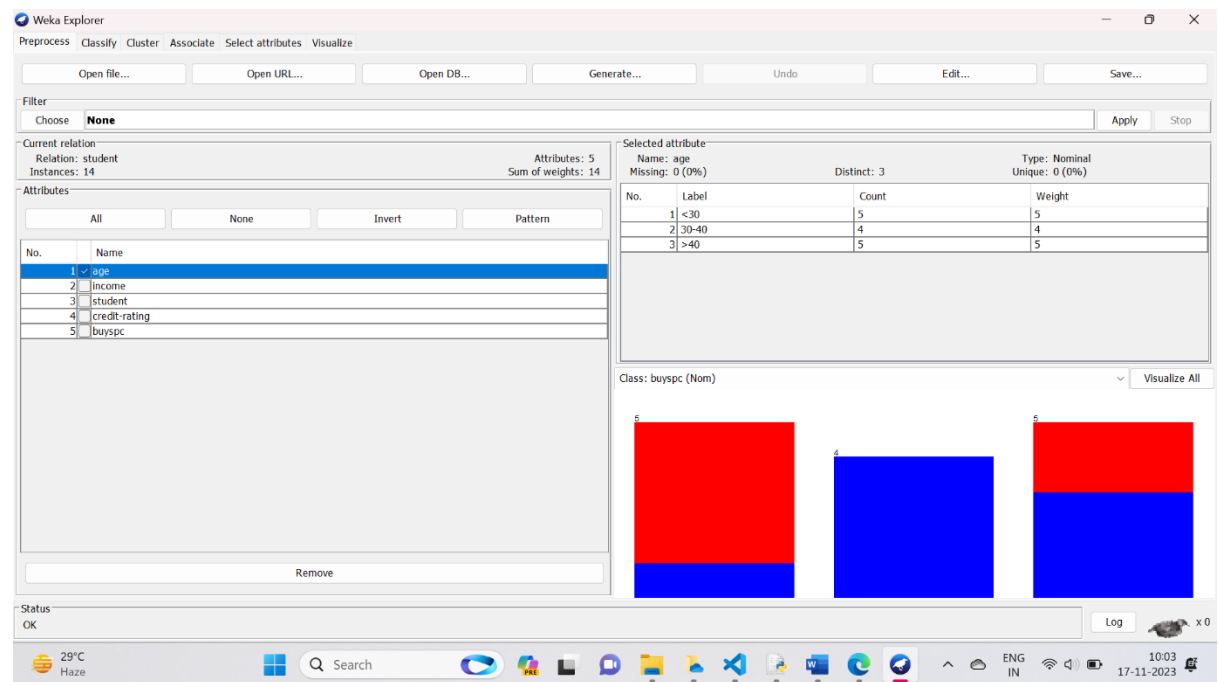 Weka Explorer
Preprocess Classify Cluster Associate Select attributes Visualize
Open file... Open URL... Open DB... Generate... Undo Edit... Save...
Filter
Choose None Apply Stop
Current relation
Relation: student Attributes: 5
Instances: 14 Sum of weights: 14
Attributes
All None Invert Pattern
No. Name
1 age
2 income
3 student
4 credit-rating
5 buyspc
Remove
Selected attribute
Name: age Type: Nominal
Missing: 0 (0%) Distinct: 3 Unique: 0 (0%)
No. Label Count Weight
1 <30 5 5
2 30-40 4 4
3 >40 5 5
Class: buyspc (Nom) Visualize All
5 4 5
Status
OK Log x 0
29°C
Haze
Search
PRE
ENG
IN
10:03
17-11-2023